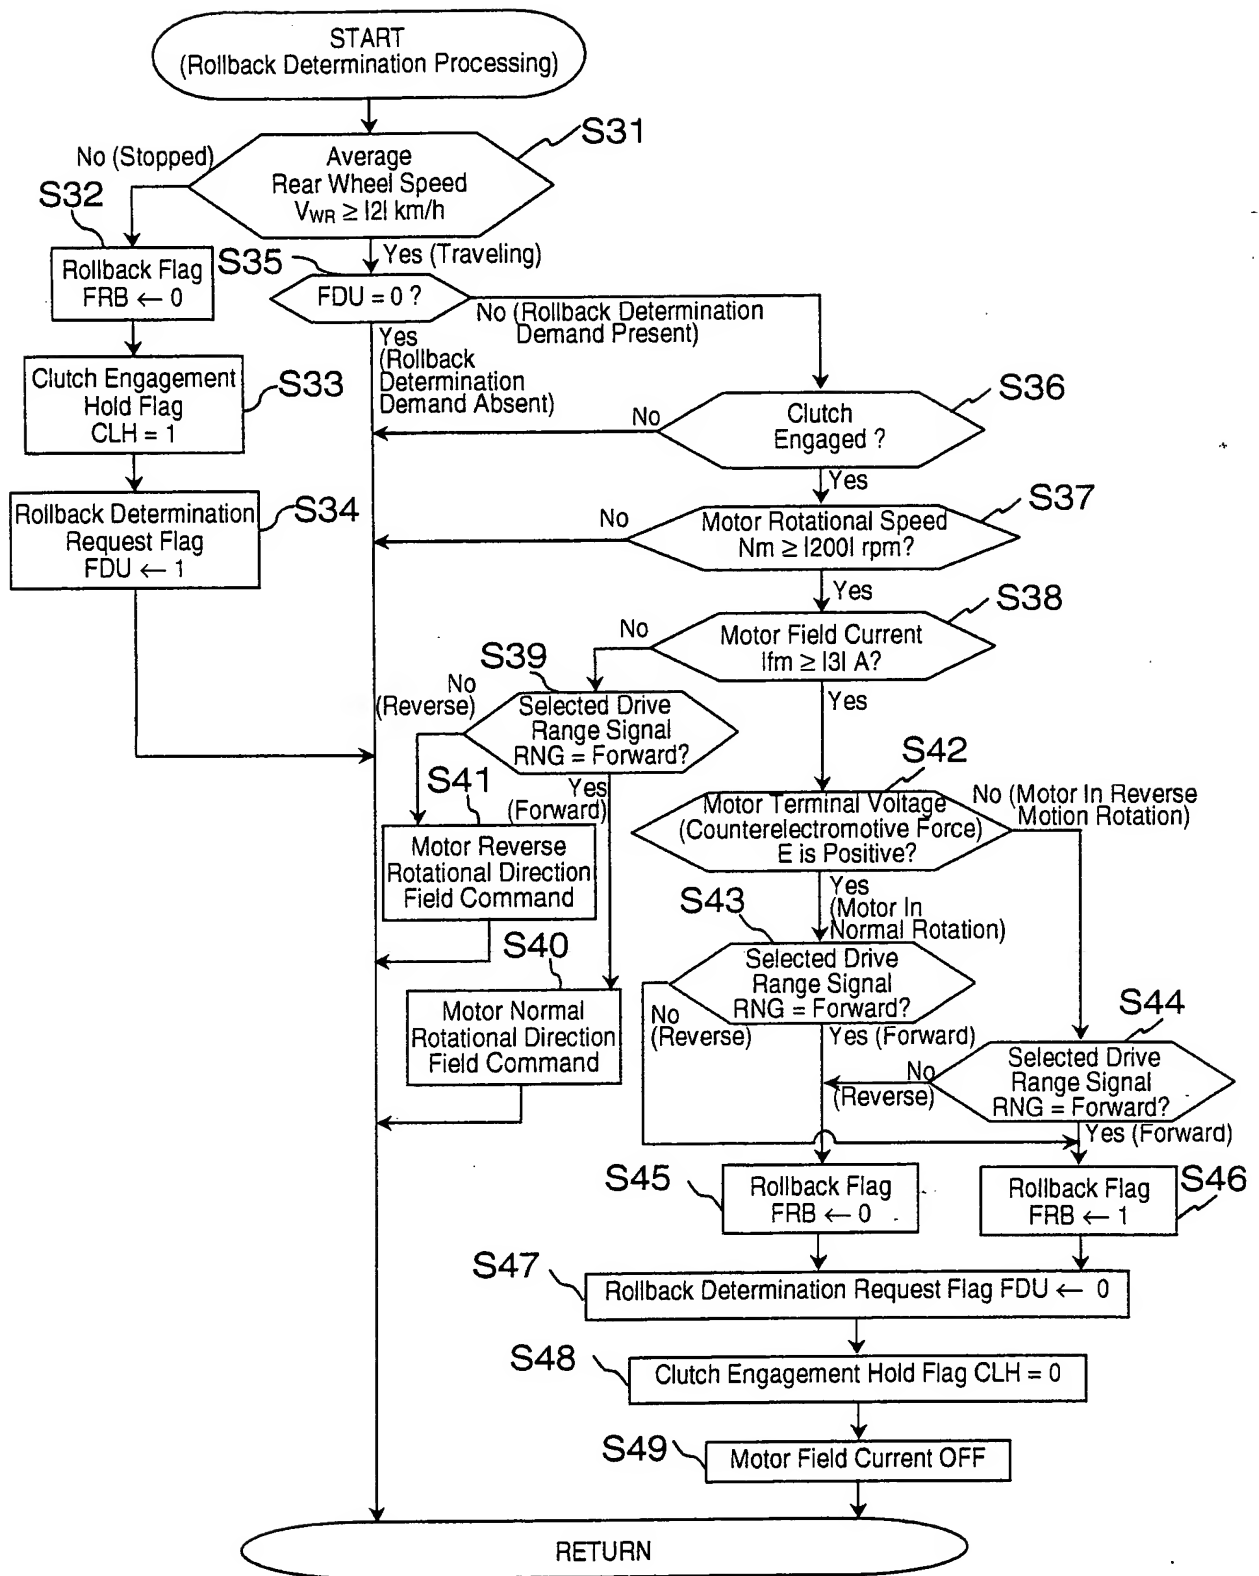 START
(Rollback Determination Processing)
S31
No (Stopped)
Average
Rear Wheel Speed
VWR ≥ |2| km/h
S32
Yes (Traveling)
Rollback Flag
FRB ← 0
S35
FDU = 0 ?
No (Rollback Determination
Demand Present)
Yes
(Rollback
Determination
Demand Absent)
Clutch Engagement
Hold Flag
CLH = 1
S33
S36
No
Clutch
Engaged ?
Yes
Rollback Determination
Request Flag
FDU ← 1
S34
S37
No
Motor Rotational Speed
Nm ≥ |200| rpm?
Yes
S38
No
Motor Field Current
Ifm ≥ |3| A?
Yes
S39
No
(Reverse)
Selected Drive
Range Signal
RNG = Forward?
Yes
(Forward)
S41
Motor Reverse
Rotational Direction
Field Command
S42
Motor Terminal Voltage
(Counterelectromotive Force)
E is Positive?
No (Motor In Reverse
Motion Rotation)
Yes
(Motor In
Normal Rotation)
S43
S40
Motor Normal
Rotational Direction
Field Command
Selected Drive
Range Signal
RNG = Forward?
No
(Reverse)
Yes (Forward)
S44
Selected Drive
Range Signal
RNG = Forward?
No
(Reverse)
Yes (Forward)
S45
Rollback Flag
FRB ← 0
Rollback Flag
FRB ← 1
S46
S47
Rollback Determination Request Flag FDU ← 0
S48
Clutch Engagement Hold Flag CLH = 0
S49
Motor Field Current OFF
RETURN